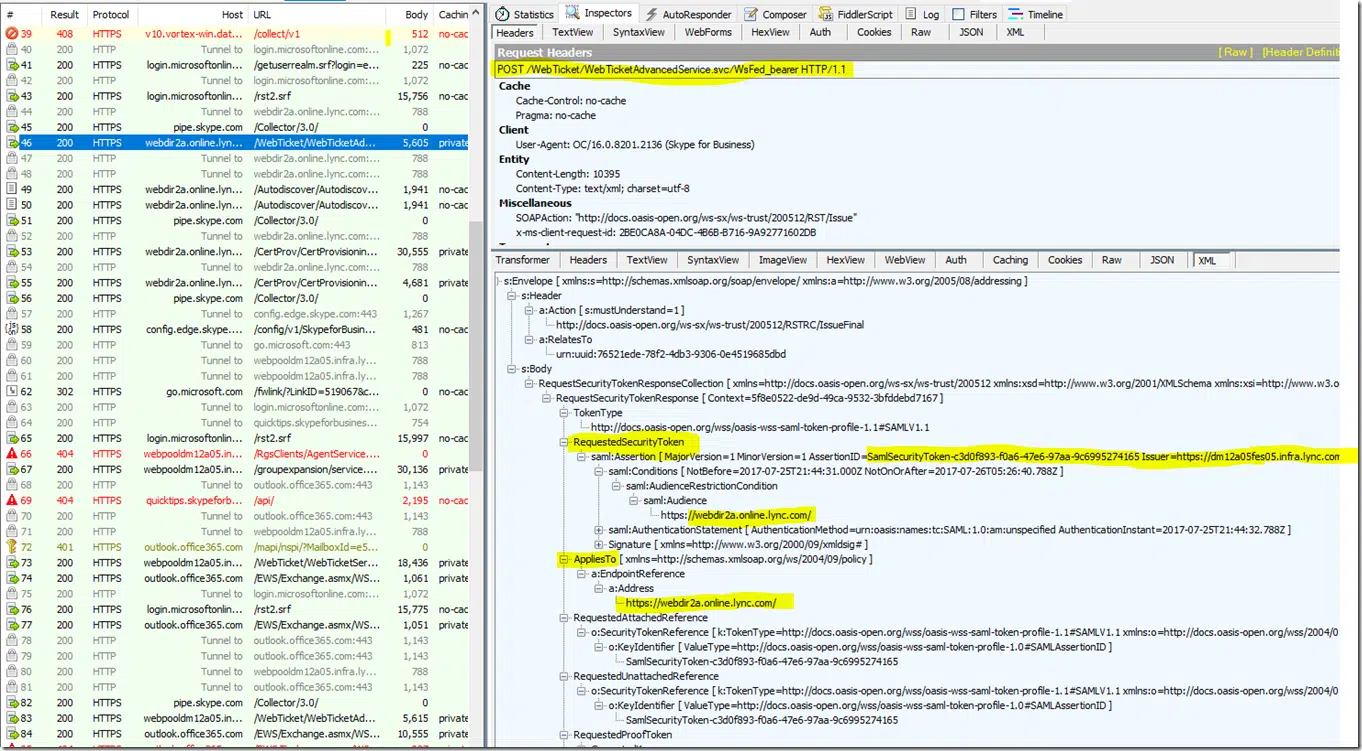 # Result Protocol Host URL Body Cachin
39 408 HTTPS v10.vortex-win.dat... /collect/v1 512 no-cac
40 200 HTTP Tunnel to login.microsoftonline.com:... 1,072
41 200 HTTPS login.microsoftonlin... /getuserrealm.srf?login=e... 225 no-cac
42 200 HTTP Tunnel to login.microsoftonline.com:... 1,072
43 200 HTTPS login.microsoftonlin... /rst2.srf 15,756 no-cac
44 200 HTTP Tunnel to webdir2a.online.lync.com:... 788
45 200 HTTPS pipe.skype.com /Collector/3.0/ 0
46 200 HTTPS webdir2a.online.lyn... /WebTicket/WebTicketAd... 5,605 private
47 200 HTTP Tunnel to webdir2a.online.lync.com:... 788
48 200 HTTP Tunnel to webdir2a.online.lync.com:... 788
49 200 HTTPS webdir2a.online.lyn... /Autodiscover/Autodiscov... 1,941 no-cac
50 200 HTTPS webdir2a.online.lyn... /Autodiscover/Autodiscov... 1,941 no-cac
51 200 HTTPS pipe.skype.com /Collector/3.0/ 0
52 200 HTTP Tunnel to webdir2a.online.lync.com:... 788
53 200 HTTPS webdir2a.online.lyn... /CertProv/CertProvisionin... 30,555 private
54 200 HTTP Tunnel to webdir2a.online.lync.com:... 788
55 200 HTTPS webdir2a.online.lyn... /CertProv/CertProvisionin... 4,681 private
56 200 HTTPS pipe.skype.com /Collector/3.0/ 0
57 200 HTTP Tunnel to config.edge.skype.com:443 1,267
58 200 HTTPS config.edge.skype.... /config/v1/SkypeforBusin... 481 no-cac
59 200 HTTP Tunnel to go.microsoft.com:443 813
60 200 HTTP Tunnel to webpooldm12a05.infra.ly... 788
61 200 HTTP Tunnel to webpooldm12a05.infra.ly... 788
62 302 HTTPS go.microsoft.com /fwlink/?LinkID=519067&c... 0 no-cac
63 200 HTTP Tunnel to login.microsoftonline.com:... 1,072
64 200 HTTP Tunnel to quicktips.skypeforbusines... 754
65 200 HTTPS login.microsoftonlin... /rst2.srf 15,997 no-cac
66 404 HTTPS webpooldm12a05.in... /RgsClients/AgentService.... 0 no-cac
67 200 HTTPS webpooldm12a05.in... /groupexpansion/service.... 30,136 private
68 200 HTTP Tunnel to outlook.office365.com:443 1,143
69 404 HTTPS quicktips.skypeforb... /api/ 2,195 no-cac
70 200 HTTP Tunnel to outlook.office365.com:443 1,143
71 200 HTTP Tunnel to webpooldm12a05.infra.ly... 788
72 401 HTTPS outlook.office365.com /mapi/nspi/?MailboxId=e5... 0
73 200 HTTPS webpooldm12a05.in... /WebTicket/WebTicketSer... 18,436 private
74 200 HTTPS outlook.office365.com /EWS/Exchange.asmx/WS... 1,061 private
75 200 HTTP Tunnel to login.microsoftonline.com:... 1,072
76 200 HTTPS login.microsoftonlin... /rst2.srf 15,775 no-cac
77 200 HTTPS outlook.office365.com /EWS/Exchange.asmx/WS... 1,051 private
78 200 HTTP Tunnel to outlook.office365.com:443 1,143
79 200 HTTP Tunnel to outlook.office365.com:443 1,143
80 200 HTTP Tunnel to webpooldm12a05.infra.ly... 788
81 200 HTTP Tunnel to outlook.office365.com:443 1,143
82 200 HTTPS pipe.skype.com /Collector/3.0/ 0
83 200 HTTPS webpooldm12a05.in... /WebTicket/WebTicketAd... 5,615 private
84 200 HTTPS outlook.office365.com /EWS/Exchange.asmx/WS... 10,555 private
Statistics Inspectors AutoResponder Composer FiddlerScript Log Filters Timeline
Headers TextView SyntaxView WebForms HexView Auth Cookies Raw JSON XML
Request Headers [ Raw ] [Header Definiti
POST /WebTicket/WebTicketAdvancedService.svc/WsFed_bearer HTTP/1.1
Cache
Cache-Control: no-cache
Pragma: no-cache
Client
User-Agent: OC/16.0.8201.2136 (Skype for Business)
Entity
Content-Length: 10395
Content-Type: text/xml; charset=utf-8
Miscellaneous
SOAPAction: "http://docs.oasis-open.org/ws-sx/ws-trust/200512/RST/Issue"
x-ms-client-request-id: 2BE0CA8A-04DC-4B6B-B716-9A92771602DB
Transformer Headers TextView SyntaxView ImageView HexView WebView Auth Caching Cookies Raw JSON XML
s:Envelope [ xmlns:s=http://schemas.xmlsoap.org/soap/envelope/ xmlns:a=http://www.w3.org/2005/08/addressing ]
s:Header
a:Action [ s:mustUnderstand=1 ]
http://docs.oasis-open.org/ws-sx/ws-trust/200512/RSTRC/IssueFinal
a:RelatesTo
urn:uuid:76521ede-78f2-4db3-9306-0e4519685dbd
s:Body
RequestSecurityTokenResponseCollection [ xmlns=http://docs.oasis-open.org/ws-sx/ws-trust/200512 xmlns:xsd=http://www.w3.org/2001/XMLSchema xmlns:xsi=http://www.w3.o
RequestSecurityTokenResponse [ Context=5f8e0522-de9d-49ca-9532-3bfddebd7167 ]
TokenType
http://docs.oasis-open.org/wss/oasis-wss-saml-token-profile-1.1#SAMLV1.1
RequestedSecurityToken
saml:Assertion [ MajorVersion=1 MinorVersion=1 AssertionID=SamlSecurityToken-c3d0f893-f0a6-47e6-97aa-9c6995274165 Issuer=https://dm12a05fes05.infra.lync.com
saml:Conditions [ NotBefore=2017-07-25T21:44:31.000Z NotOnOrAfter=2017-07-26T05:26:40.788Z ]
saml:AudienceRestrictionCondition
saml:Audience
https://webdir2a.online.lync.com/
saml:AuthenticationStatement [ AuthenticationMethod=urn:oasis:names:tc:SAML:1.0:am:unspecified AuthenticationInstant=2017-07-25T21:44:32.788Z ]
Signature [ xmlns=http://www.w3.org/2000/09/xmldsig# ]
AppliesTo [ xmlns=http://schemas.xmlsoap.org/ws/2004/09/policy ]
a:EndpointReference
a:Address
https://webdir2a.online.lync.com/
RequestedAttachedReference
o:SecurityTokenReference [ k:TokenType=http://docs.oasis-open.org/wss/oasis-wss-saml-token-profile-1.1#SAMLV1.1 xmlns:o=http://docs.oasis-open.org/wss/2004/0
o:KeyIdentifier [ ValueType=http://docs.oasis-open.org/wss/oasis-wss-saml-token-profile-1.0#SAMLAssertionID ]
SamlSecurityToken-c3d0f893-f0a6-47e6-97aa-9c6995274165
RequestedUnattachedReference
o:SecurityTokenReference [ k:TokenType=http://docs.oasis-open.org/wss/oasis-wss-saml-token-profile-1.1#SAMLV1.1 xmlns:o=http://docs.oasis-open.org/wss/2004/0
o:KeyIdentifier [ ValueType=http://docs.oasis-open.org/wss/oasis-wss-saml-token-profile-1.0#SAMLAssertionID ]
SamlSecurityToken-c3d0f893-f0a6-47e6-97aa-9c6995274165
RequestedProofToken